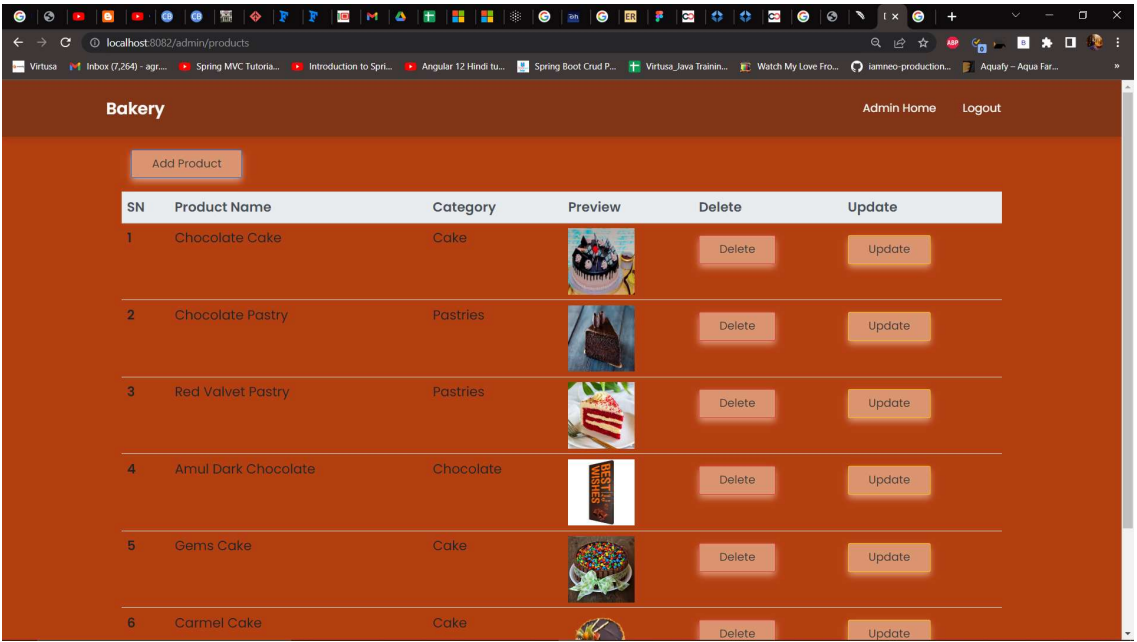 localhost:8082/admin/products
Virtusa
Inbox (7,264) - agr....
Spring MVC Tutoria...
Introduction to Spri...
Angular 12 Hindi tu...
Spring Boot Crud P...
Virtusa_Java Trainin...
Watch My Love Fro...
iamneo-production...
Aquafy – Aqua Far...
Bakery
Admin Home
Logout
Add Product
SN Product Name Category Preview Delete Update
1 Chocolate Cake Cake Delete Update
2 Chocolate Pastry Pastries Delete Update
3 Red Valvet Pastry Pastries Delete Update
4 Amul Dark Chocolate Chocolate BEST WISHES Delete Update
5 Gems Cake Cake Delete Update
6 Carmel Cake Cake Delete Update